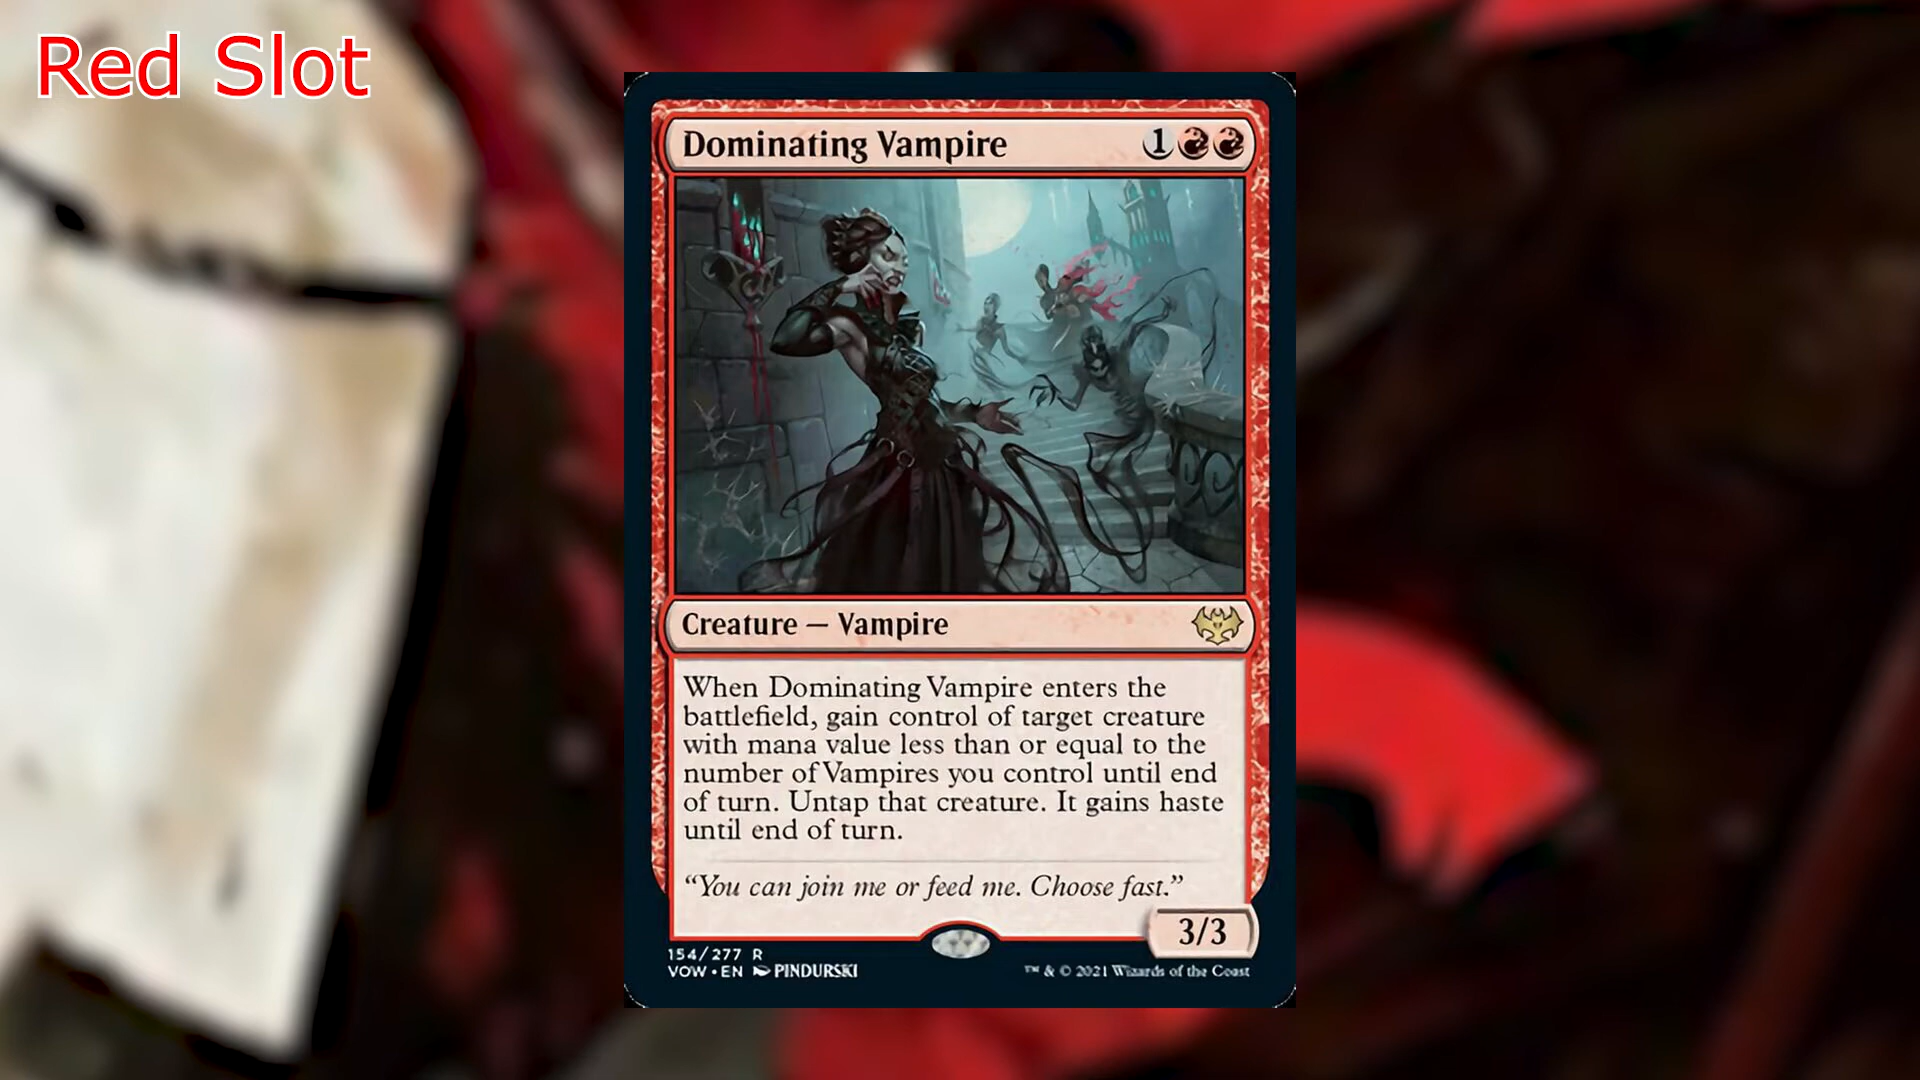 Red Slot
Dominating Vampire 1
Creature — Vampire
When Dominating Vampire enters the
battlefield, gain control of target creature
with mana value less than or equal to the
number of Vampires you control until end
of turn. Untap that creature. It gains haste
until end of turn.
“You can join me or feed me. Choose fast.”
3/3
154/277 R
VOW • EN PINDURSKI
™ & © 2021 Wizards of the Coast